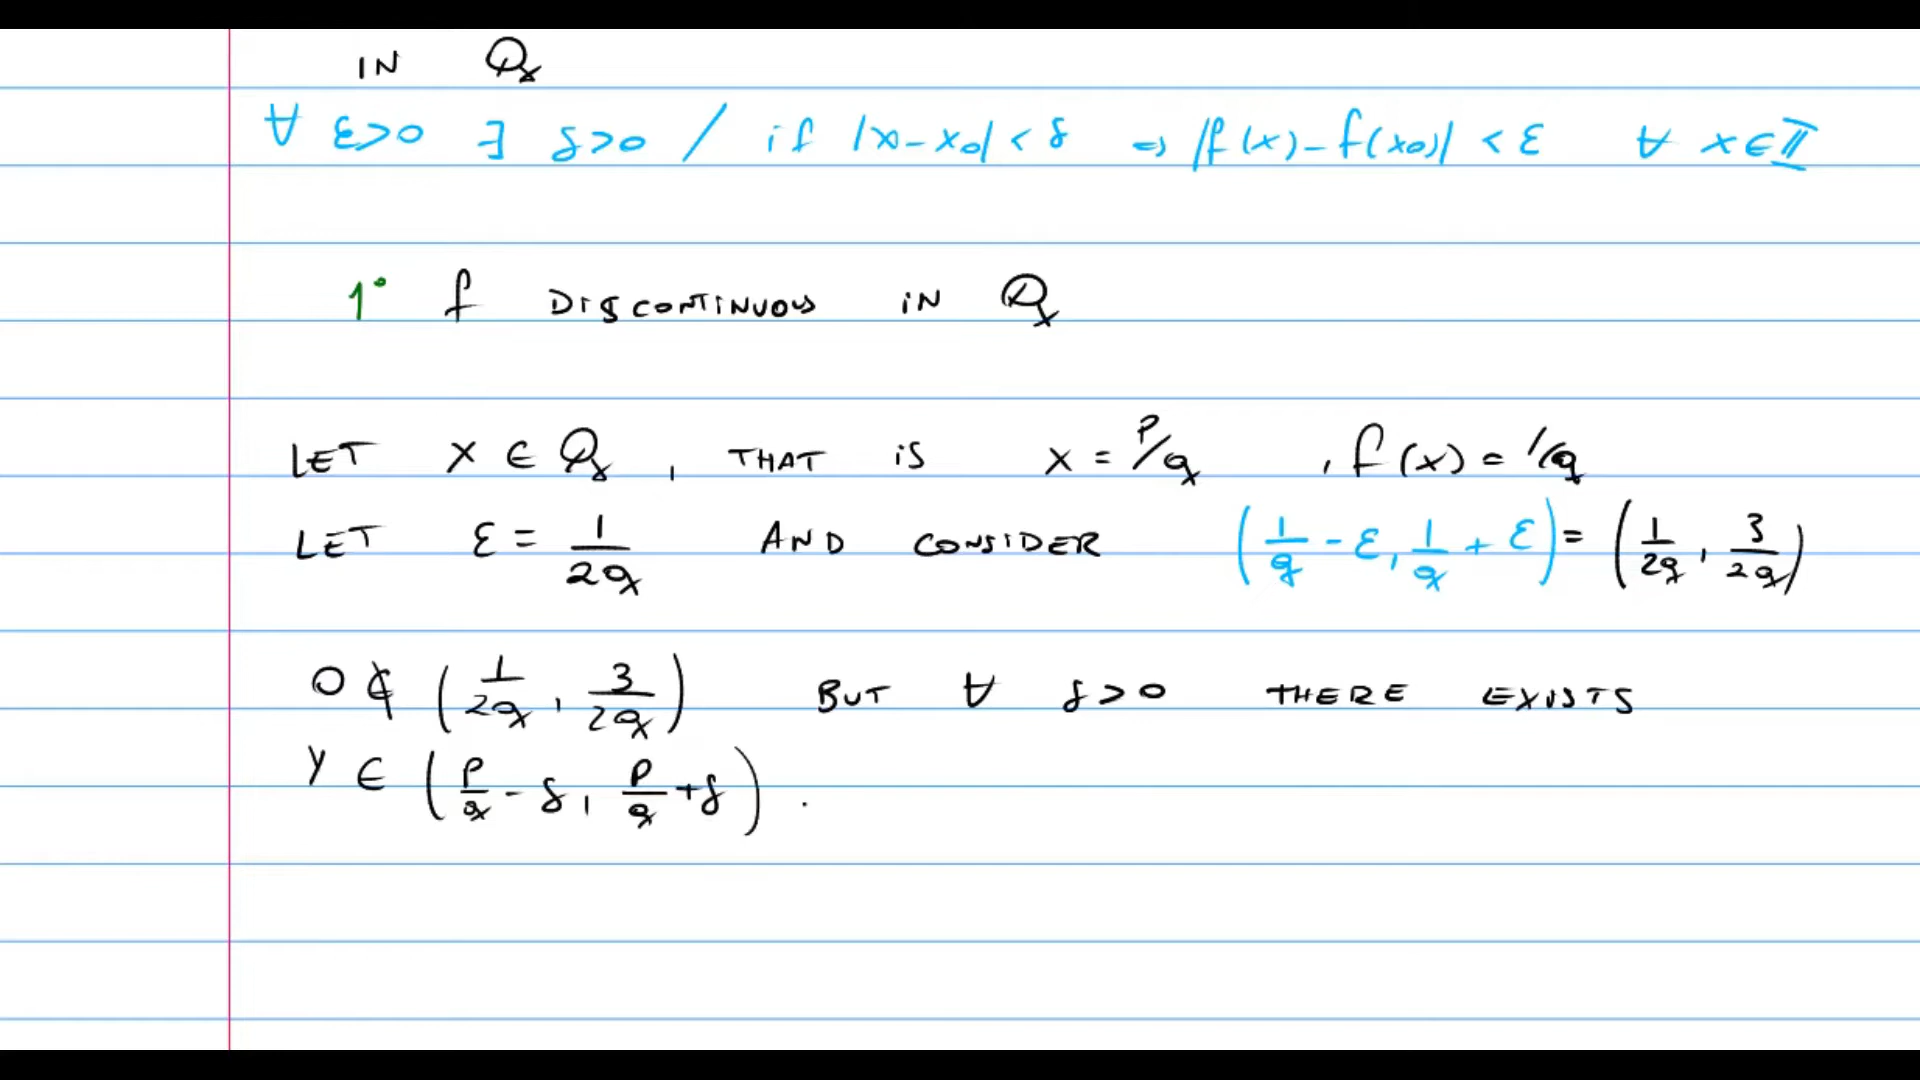 IN Q
∀ ε>0 ∃ δ>0 / if |x-x₀| < δ ⇒ |f(x)-f(x₀)| < ε ∀ x∈𝕀
1° f DISCONTINUOUS IN Q
LET X ∈ Q, THAT IS X = P/q , f(x) = 1/q
LET ε = 1/2q AND CONSIDER (1/q - ε, 1/q + ε) = (1/2q, 3/2q)
0 ∉ (1/2q, 3/2q) BUT ∀ δ>0 THERE EXISTS
Y ∈ (P/q - δ, P/q + δ) .